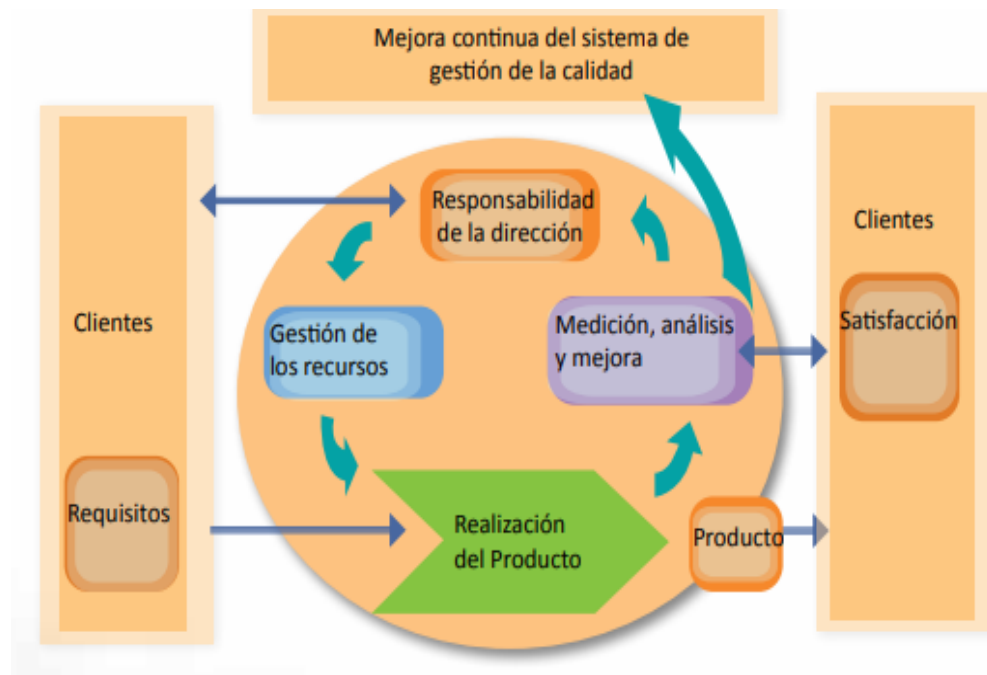 Mejora continua del sistema de
gestión de la calidad
Responsabilidad
de la dirección
Clientes
Clientes
Gestión de
los recursos
Medición, análisis
y mejora
Satisfacción
Requisitos
Realización
del Producto
Producto